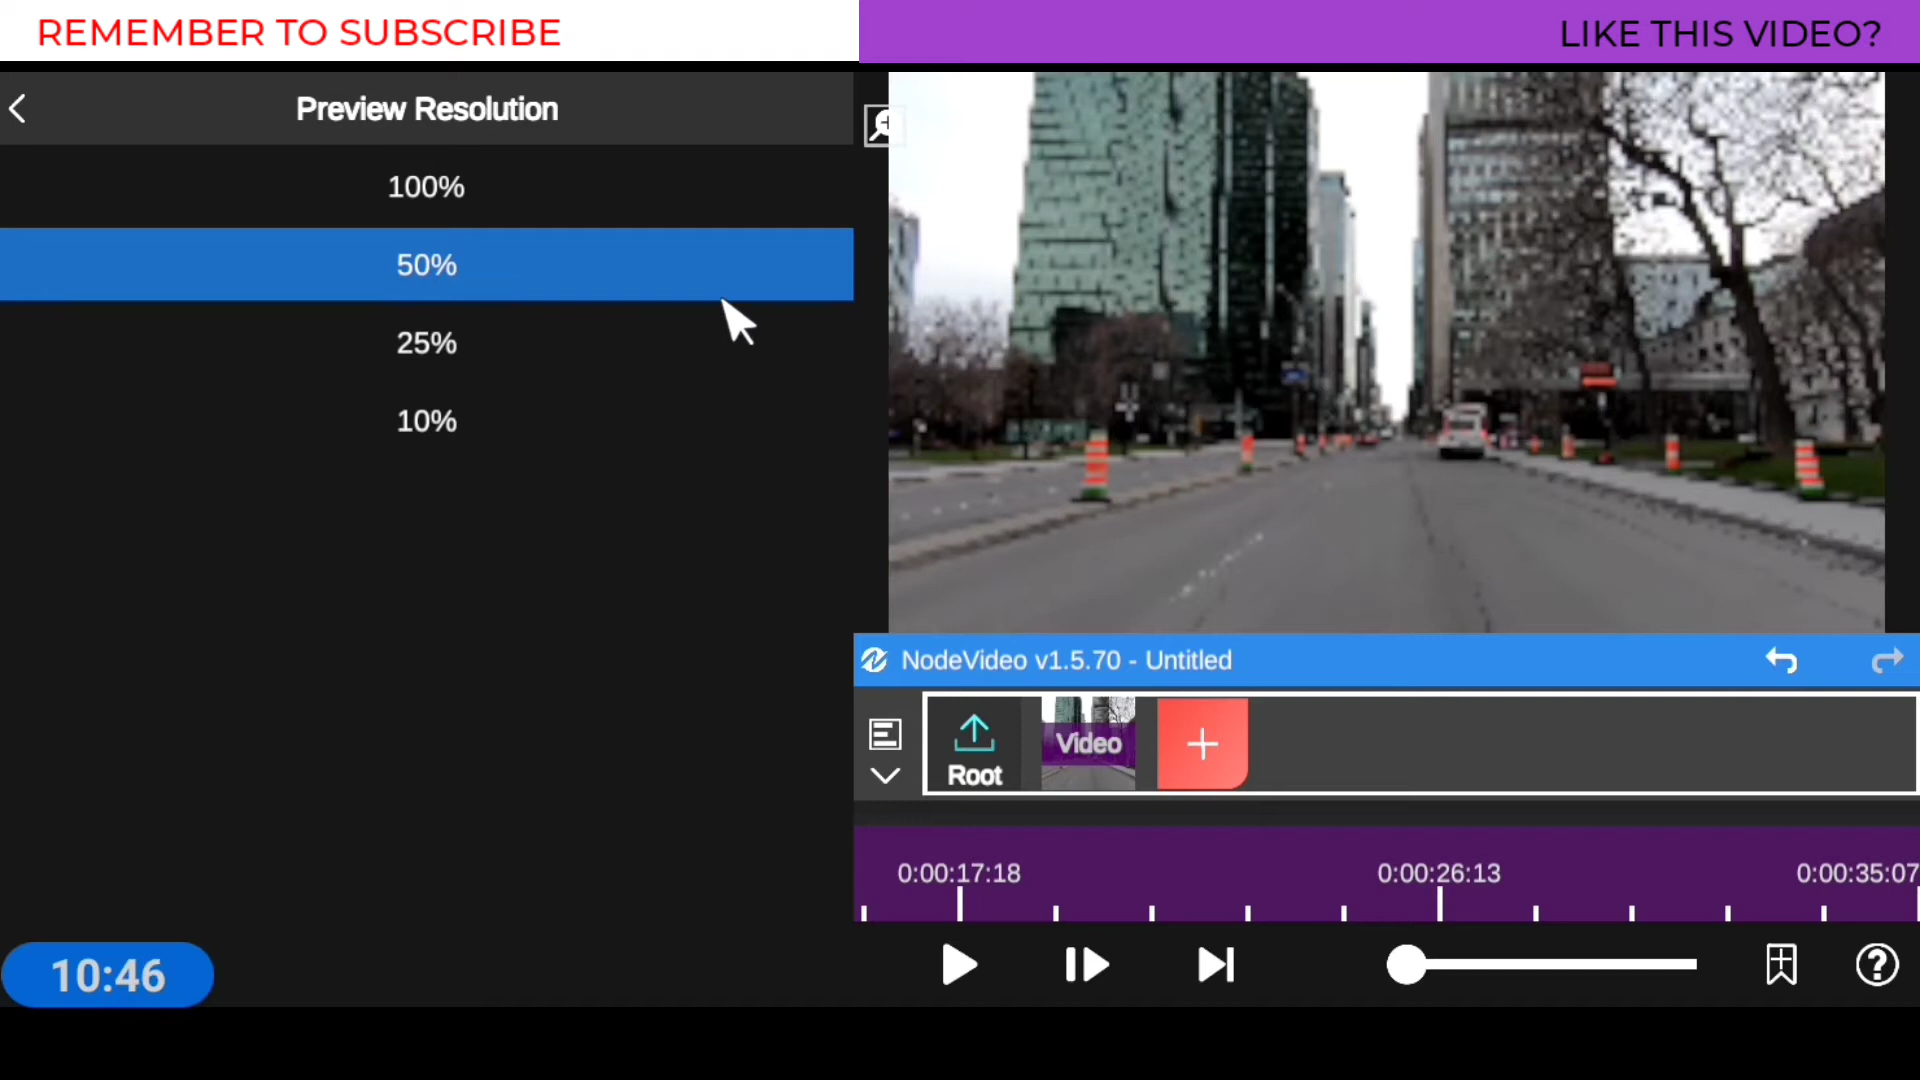 REMEMBER TO SUBSCRIBE
LIKE THIS VIDEO?
Preview Resolution
100%
50%
25%
10%
NodeVideo v1.5.70 - Untitled
Root
Video
0:00:17:18
0:00:26:13
0:00:35:07
10:46